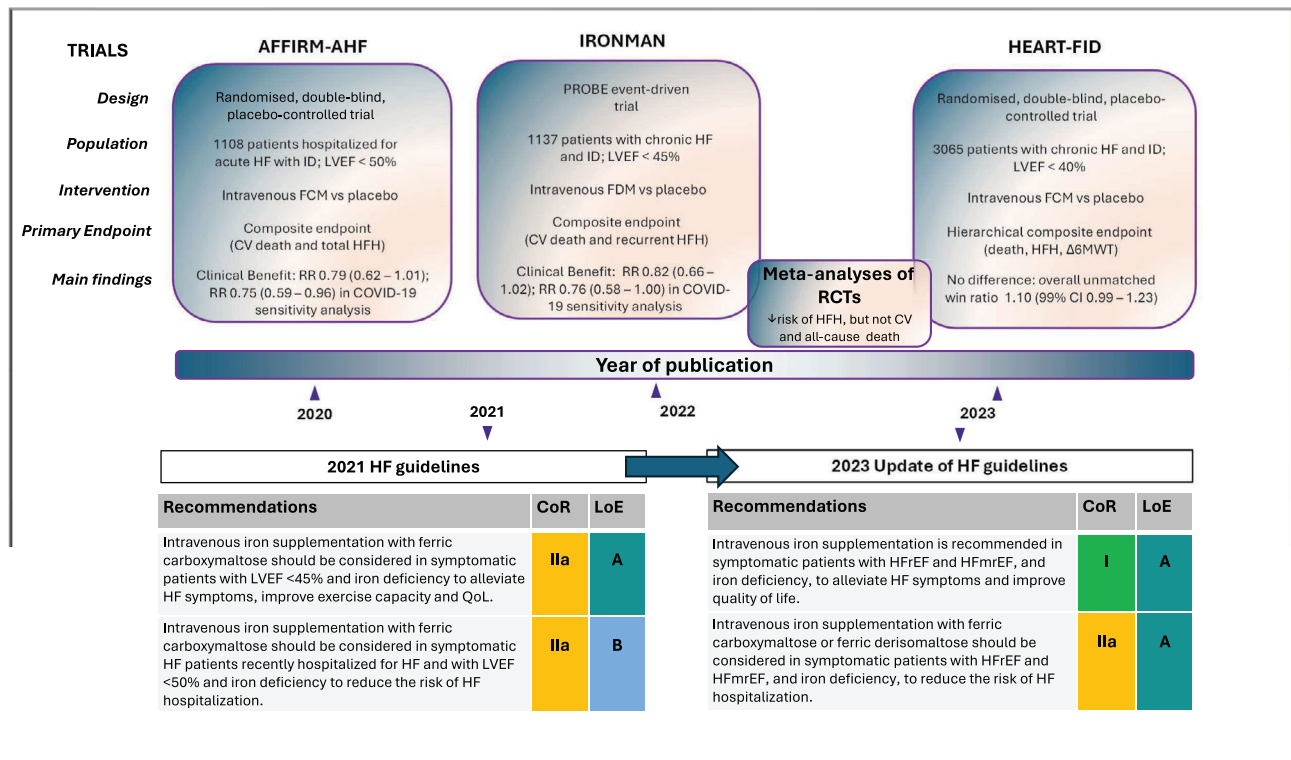 TRIALS
Design
Population
Intervention
Primary Endpoint
Main findings
AFFIRM-AHF
Randomised, double-blind,
placebo-controlled trial
1108 patients hospitalized for
acute HF with ID; LVEF < 50%
Intravenous FCM vs placebo
Composite endpoint
(CV death and total HFH)
Clinical Benefit: RR 0.79 (0.62 – 1.01);
RR 0.75 (0.59 – 0.96) in COVID-19
sensitivity analysis
IRONMAN
PROBE event-driven
trial
1137 patients with chronic HF
and ID; LVEF < 45%
Intravenous FDM vs placebo
Composite endpoint
(CV death and recurrent HFH)
Clinical Benefit: RR 0.82 (0.66 –
1.02); RR 0.76 (0.58 – 1.00) in COVID-
19 sensitivity analysis
Meta-analyses of
RCTs
↓risk of HFH, but not CV
and all-cause death
HEART-FID
Randomised, double-blind, placebo-
controlled trial
3065 patients with chronic HF and ID;
LVEF < 40%
Intravenous FCM vs placebo
Hierarchical composite endpoint
(death, HFH, Δ6MWT)
No difference: overall unmatched
win ratio 1.10 (99% CI 0.99 – 1.23)
Year of publication
2020
2021
2022
2023
2021 HF guidelines
Recommendations CoR LoE
Intravenous iron supplementation with ferric
carboxymaltose should be considered in symptomatic
patients with LVEF <45% and iron deficiency to alleviate
HF symptoms, improve exercise capacity and QoL.
IIa A
Intravenous iron supplementation with ferric
carboxymaltose should be considered in symptomatic
HF patients recently hospitalized for HF and with LVEF
<50% and iron deficiency to reduce the risk of HF
hospitalization.
IIa B
2023 Update of HF guidelines
Recommendations CoR LoE
Intravenous iron supplementation is recommended in
symptomatic patients with HFrEF and HFmrEF, and
iron deficiency, to alleviate HF symptoms and improve
quality of life.
I A
Intravenous iron supplementation with ferric
carboxymaltose or ferric derisomaltose should be
considered in symptomatic patients with HFrEF and
HFmrEF, and iron deficiency, to reduce the risk of HF
hospitalization.
IIa A